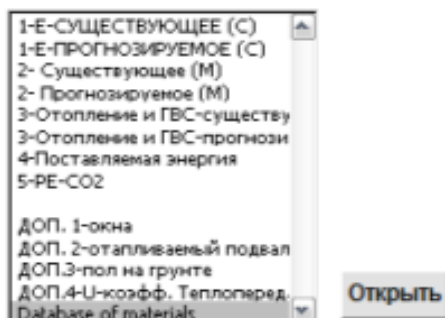 1-E-СУЩЕСТВУЮЩЕЕ (С)
1-E-ПРОГНОЗИРУЕМОЕ (С)
2- Существующее (М)
2- Прогнозируемое (М)
3-Отопление и ГВС-существу
3-Отопление и ГВС-прогнози
4-Поставляемая энергия
5-PE-CO2
ДОП. 1-окна
ДОП. 2-отапливаемый подвал
ДОП.3-пол на грунте
ДОП.4-U-коэфф. Теплоперед.
Database of materials
Открыть